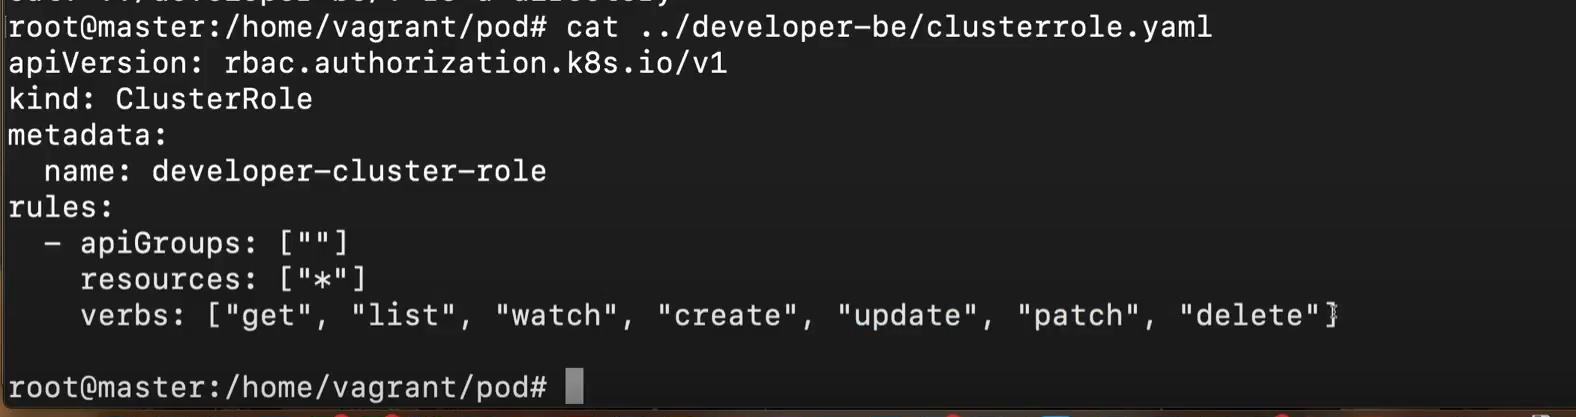 root@master:/home/vagrant/pod# cat ../developer-be/clusterrole.yaml
apiVersion: rbac.authorization.k8s.io/v1
kind: ClusterRole
metadata:
  name: developer-cluster-role
rules:
  - apiGroups: [""]
    resources: ["*"]
    verbs: ["get", "list", "watch", "create", "update", "patch", "delete"]
root@master:/home/vagrant/pod#